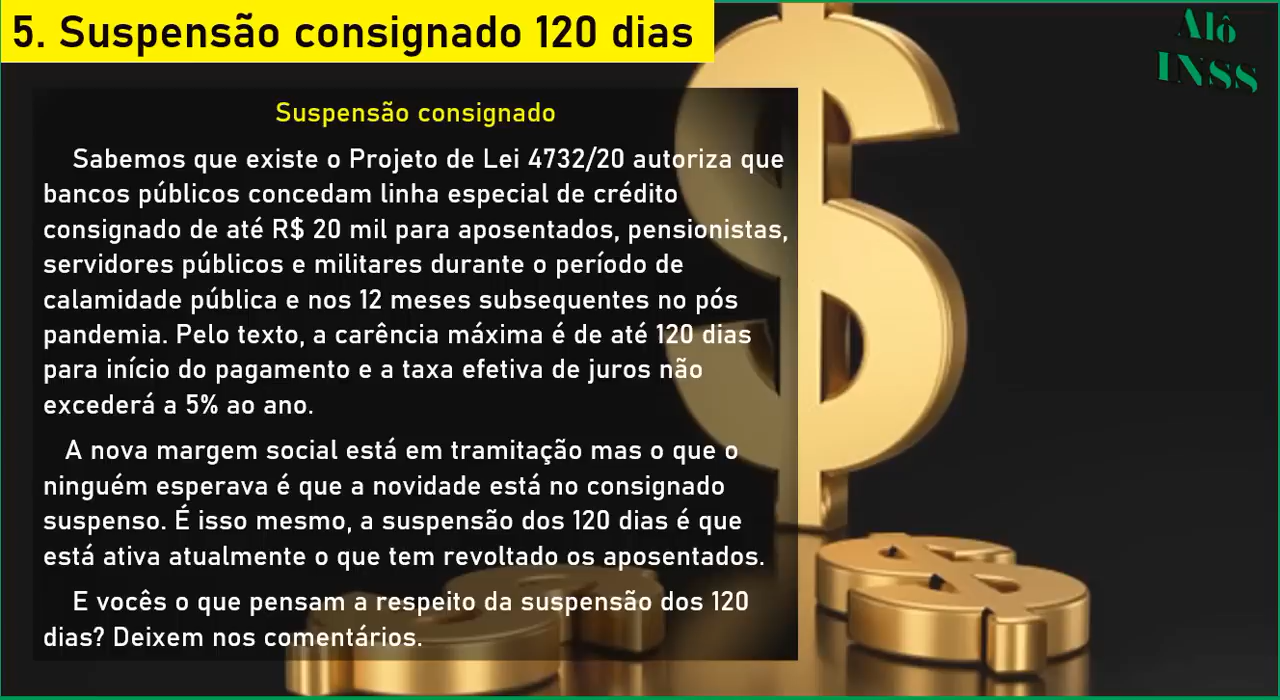 5. Suspensão consignado 120 dias
Alô
INSS
Suspensão consignado
Sabemos que existe o Projeto de Lei 4732/20 autoriza que
bancos públicos concedam linha especial de crédito
consignado de até R$ 20 mil para aposentados, pensionistas,
servidores públicos e militares durante o período de
calamidade pública e nos 12 meses subsequentes no pós
pandemia. Pelo texto, a carência máxima é de até 120 dias
para início do pagamento e a taxa efetiva de juros não
excederá a 5% ao ano.
A nova margem social está em tramitação mas o que o
ninguém esperava é que a novidade está no consignado
suspenso. É isso mesmo, a suspensão dos 120 dias é que
está ativa atualmente o que tem revoltado os aposentados.
E vocês o que pensam a respeito da suspensão dos 120
dias? Deixem nos comentários.